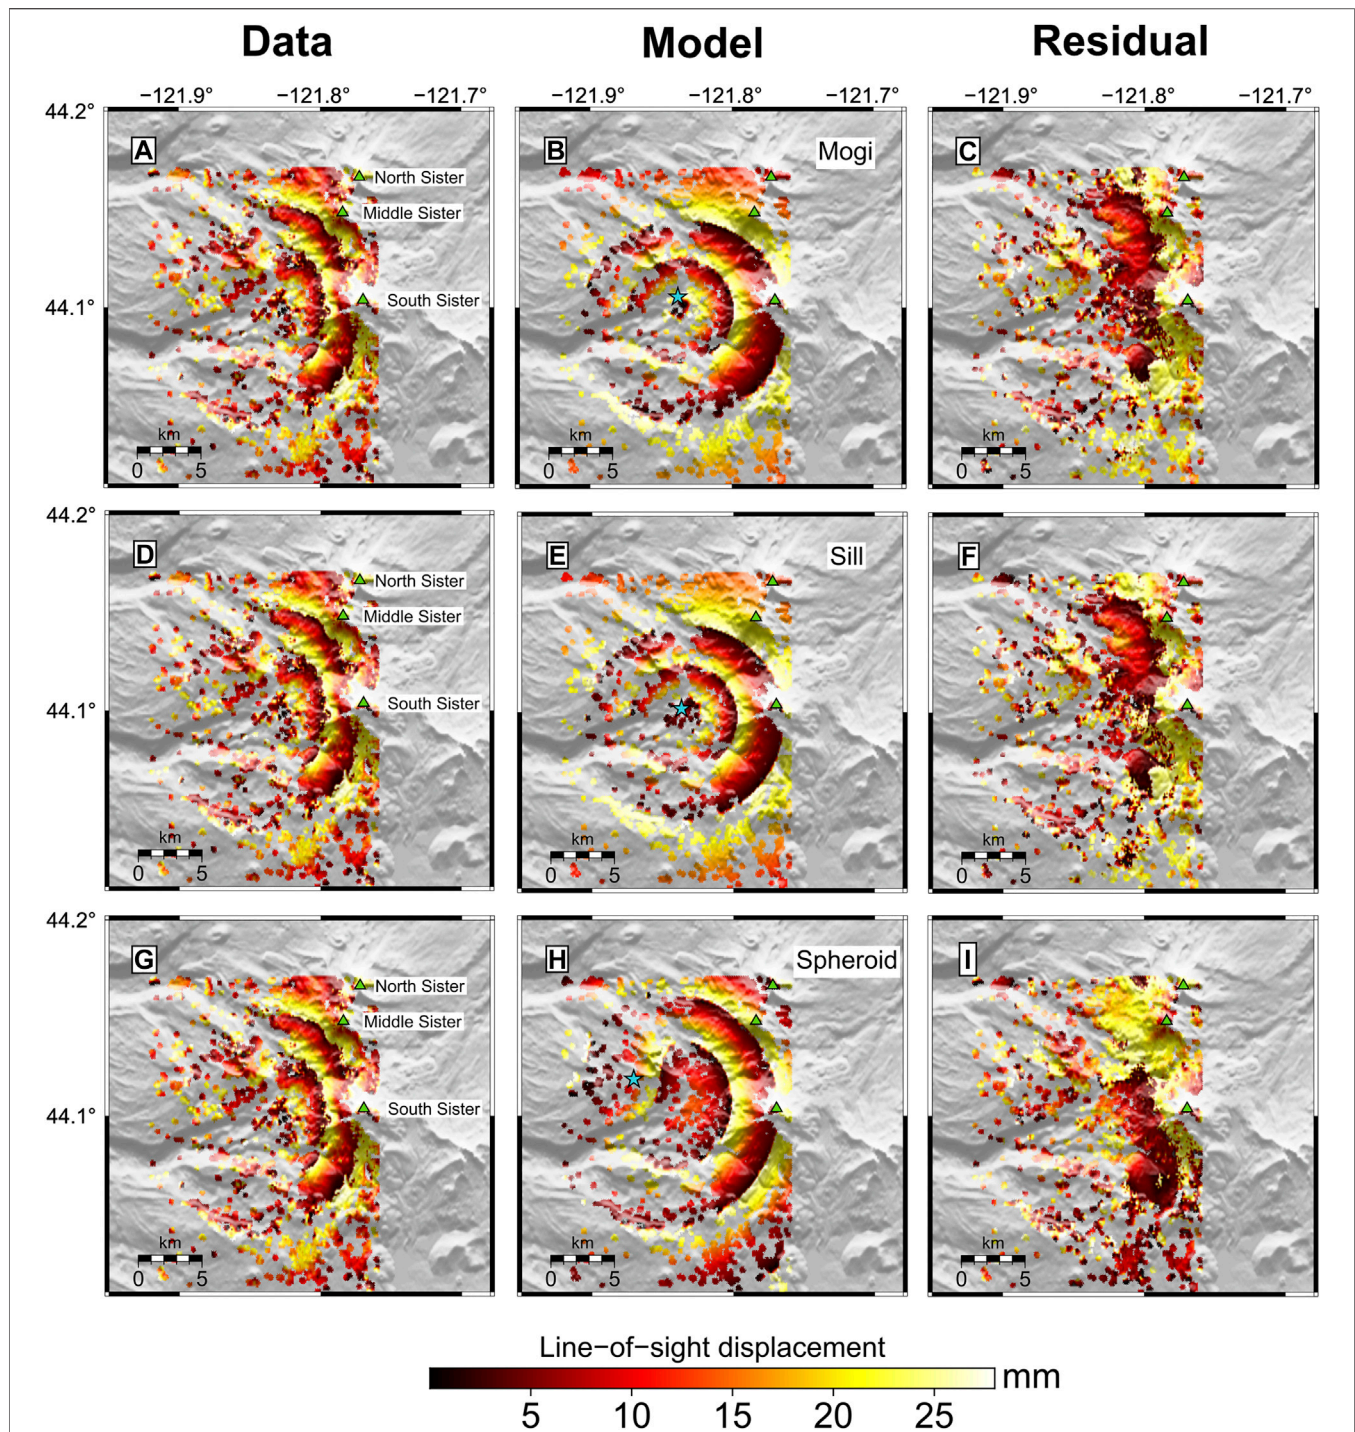 Data Model Residual
−121.9 −121.8 −121.7° −121.9 −121.8 −121.7° −121.9 −121.8 −121.7°
44.2°
A B Mogi C
North Sister
Middle Sister
South Sister
44.1°
km km km
0 5 0 5 0 5
44.2°
D E Sill F
North Sister
Middle Sister
South Sister
44.1°
km km km
0 5 0 5 0 5
44.2°
G H Spheroid I
North Sister
Middle Sister
South Sister
44.1°
km km km
0 5 0 5 0 5
Line−of−sight displacement
mm
5 10 15 20 25